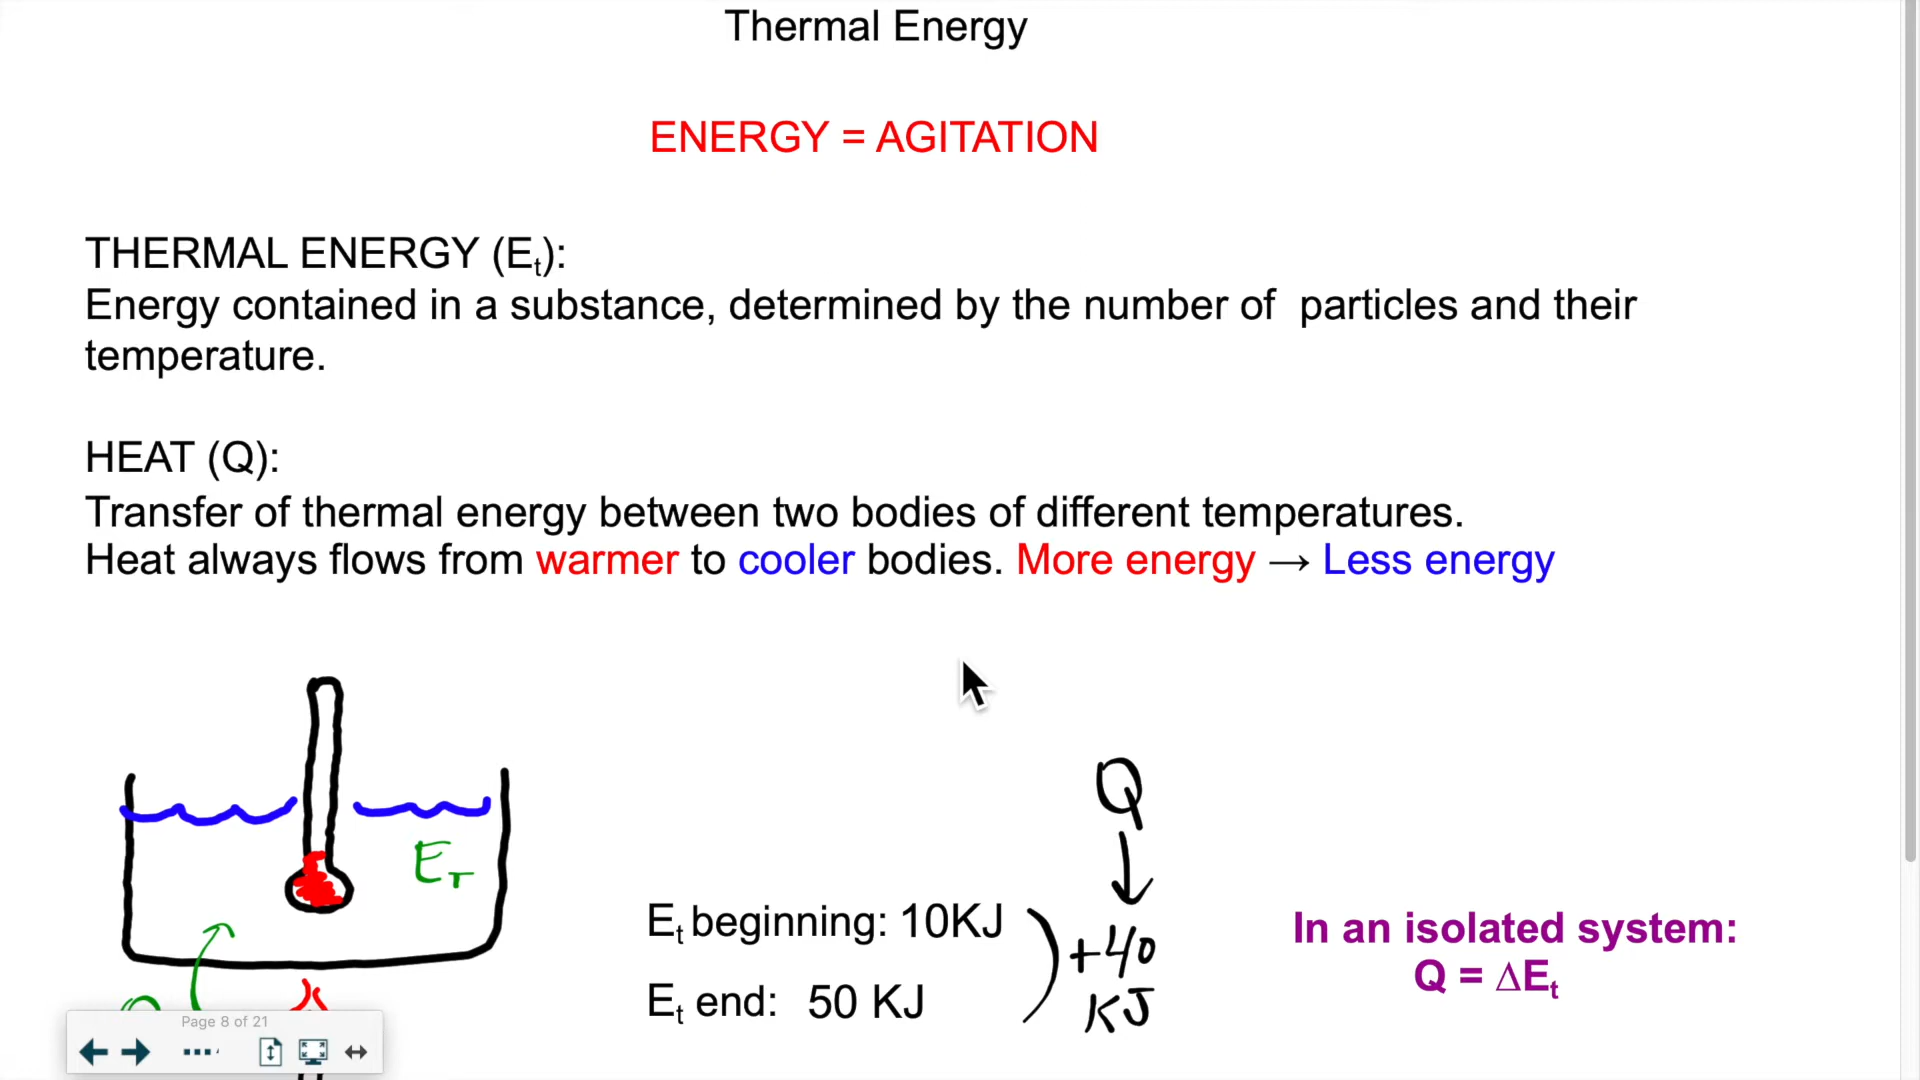 Thermal Energy
ENERGY = AGITATION
THERMAL ENERGY (Et):
Energy contained in a substance, determined by the number of particles and their
temperature.
HEAT (Q):
Transfer of thermal energy between two bodies of different temperatures.
Heat always flows from warmer to cooler bodies. More energy → Less energy
ET
Q
Et beginning: 10KJ
+40
KJ
Et end: 50 KJ
In an isolated system:
Q = ∆Et
Page 8 of 21